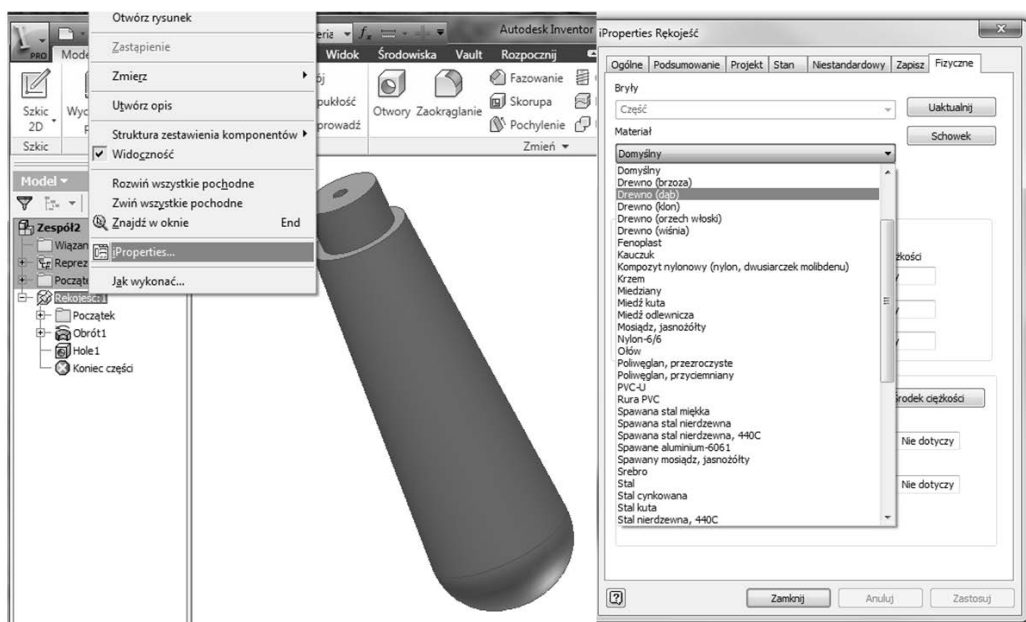 Otwórz rysunek
Zastąpienie
Zmierz
Utwórz opis
Struktura zestawienia komponentów
Widoczność
Rozwiń wszystkie pochodne
Zwiń wszystkie pochodne
Znajdź w oknie End
iProperties...
Jak wykonać...
PRO
Autodesk Inventor
Widok Środowiska Vault Rozpocznij
Szkic
2D
Szkic
Otwory Zaokrąglanie
Fazowanie
Skorupa
Pochylenie
Zmień
Model
Zespół2
Wiązan
Reprez
Począt
Rękojeść:1
Początek
Obrót1
Hole1
Koniec części
iProperties Rękojeść
Ogólne Podsumowanie Projekt Stan Niestandardowy Zapisz Fizyczne
Bryły
Część
Uaktualnij
Materiał
Schowek
Domyślny
Domyślny
Drewno (brzoza)
Drewno (dąb)
Drewno (klon)
Drewno (orzech włoski)
Drewno (wiśnia)
Fenoplast
Kauczuk
Kompozyt nylonowy (nylon, dwusiarczek molibdenu)
Krzem
Miedziany
Miedź kuta
Miedź odlewnicza
Mosiądz, jasnożółty
Nylon-6/6
Ołów
Poliwęglan, przezroczyste
Poliwęglan, przyciemniany
PVC-U
Rura PVC
Spawana stal miękka
Spawana stal nierdzewna
Spawana stal nierdzewna, 440C
Spawane aluminium-6061
Spawany mosiądz, jasnożółty
Srebro
Stal
Stal cynkowana
Stal kuta
Stal nierdzewna, 440C
środek ciężkości
Nie dotyczy
Nie dotyczy
Zamknij Anuluj Zastosuj